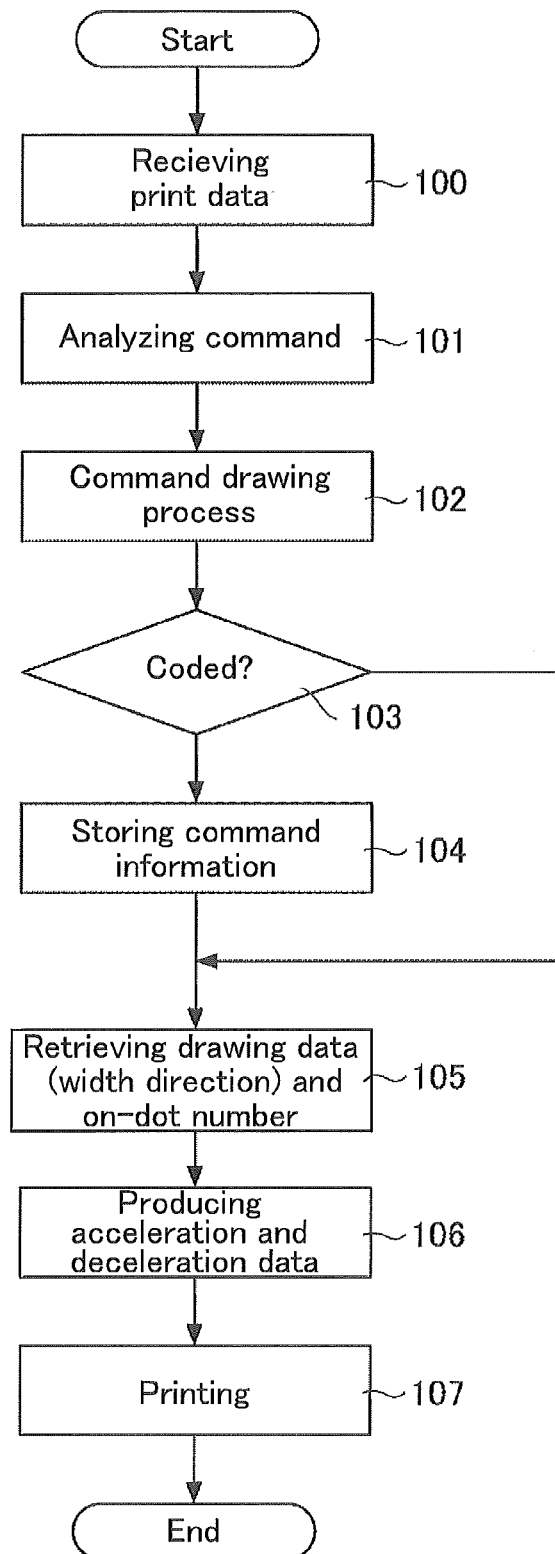 Start
Recieving
print data
100
Analyzing command
101
Command drawing
process
102
Coded?
103
Storing command
information
104
Retrieving drawing data
(width direction) and
on-dot number
105
Producing
acceleration and
deceleration data
106
Printing
107
End